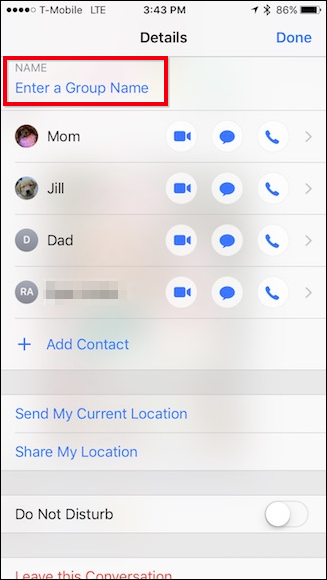 T-Mobile LTE 3:43 PM 86%
Details Done
NAME
Enter a Group Name
Mom
Jill
D Dad
RA
+ Add Contact
Send My Current Location
Share My Location
Do Not Disturb
Leave this Conversation